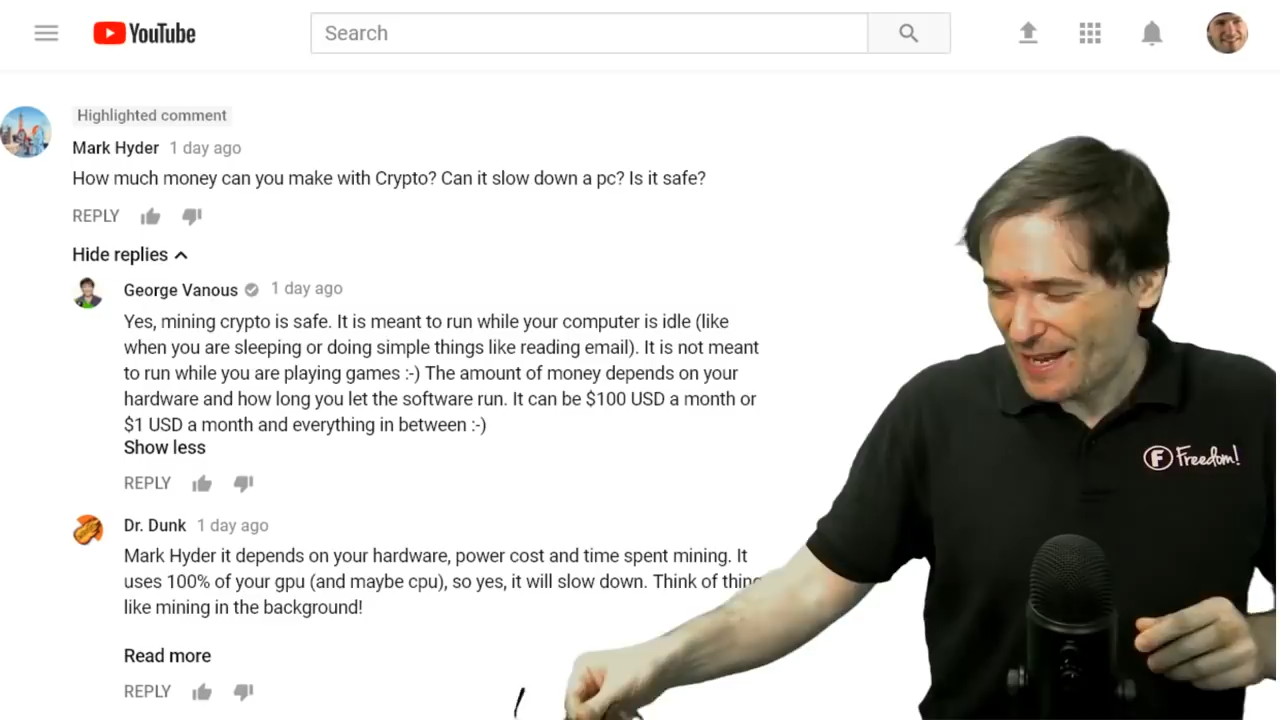 YouTube
Search
Highlighted comment
Mark Hyder 1 day ago
How much money can you make with Crypto? Can it slow down a pc? Is it safe?
REPLY
Hide replies
George Vanous 1 day ago
Yes, mining crypto is safe. It is meant to run while your computer is idle (like
when you are sleeping or doing simple things like reading email). It is not meant
to run while you are playing games :-) The amount of money depends on your
hardware and how long you let the software run. It can be $100 USD a month or
$1 USD a month and everything in between :-)
Show less
REPLY
F Freedom!
Dr. Dunk 1 day ago
Mark Hyder it depends on your hardware, power cost and time spent mining. It
uses 100% of your gpu (and maybe cpu), so yes, it will slow down. Think of
like mining in the background!
Read more
REPLY